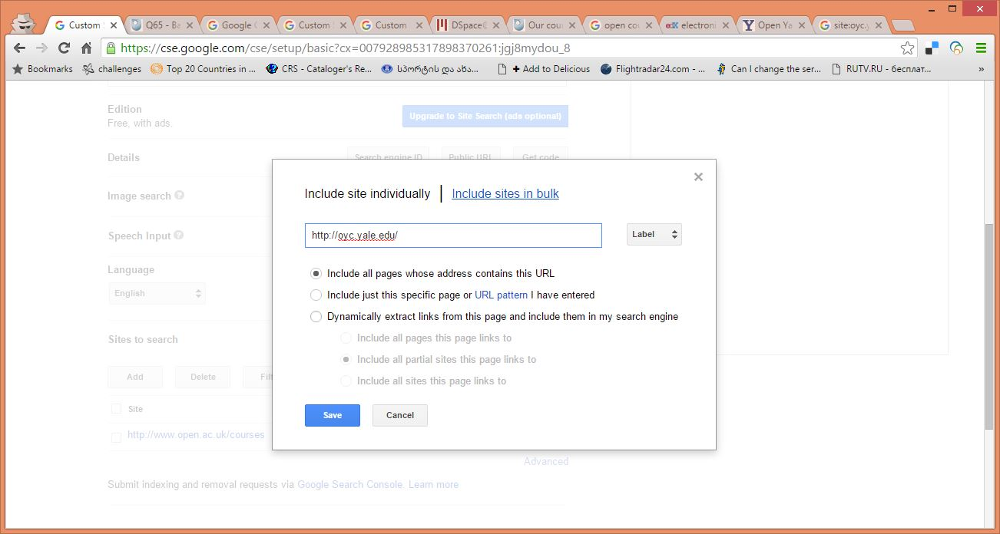 Custom
Q65 - Ba
Google C
Custom
Custom
DSpace@
Our cour
open cou
edX electroni
Open Ya
site:oyc.y
https://cse.google.com/cse/setup/basic?cx=007928985317898370261:jgj8mydou_8
Bookmarks challenges Top 20 Countries in ... CRS - Cataloger's Re... სპორტის და ახა... + Add to Delicious Flightradar24.com - ... Can I change the ser... RUTV.RU - бесплат... »
Edition
Free, with ads.
Upgrade to Site Search (ads optional)
Details
Search engine ID Public URL Get code
Image search ?
Speech Input ?
Language
English
Sites to search
Add Delete Filt
Site
http://www.open.ac.uk/courses
Advanced
Submit indexing and removal requests via Google Search Console. Learn more
Include site individually | Include sites in bulk
http://oyc.yale.edu/
Label
Include all pages whose address contains this URL
Include just this specific page or URL pattern I have entered
Dynamically extract links from this page and include them in my search engine
Include all pages this page links to
Include all partial sites this page links to
Include all sites this page links to
Save Cancel